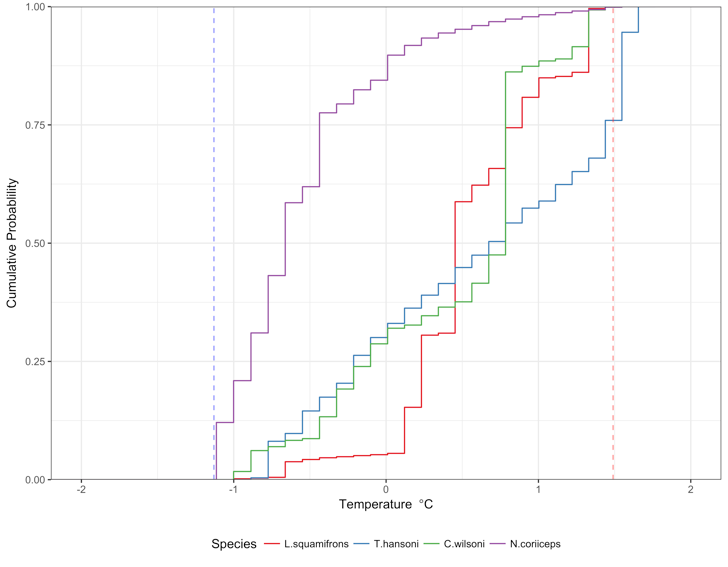 1.00
0.75
0.50
0.25
0.00
Cumulative Probablility
-2 -1 0 1 2
Temperature °C
Species L.squamifrons T.hansoni C.wilsoni N.coriiceps